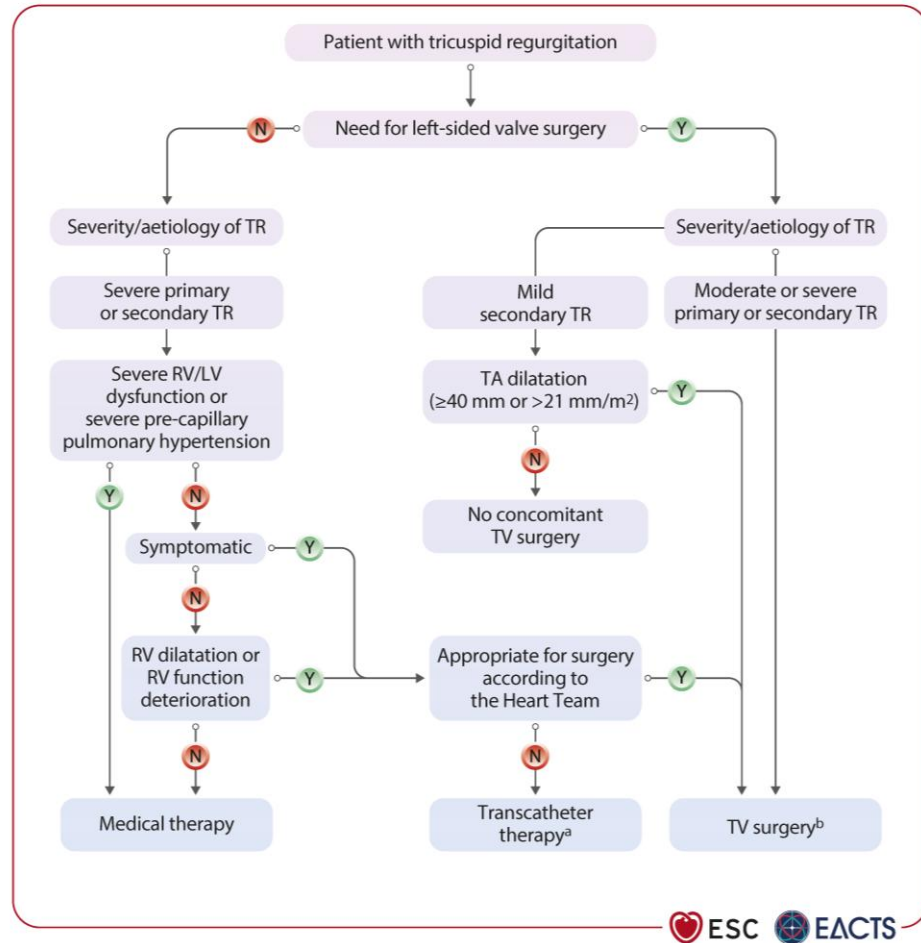 Patient with tricuspid regurgitation
N
Need for left-sided valve surgery
Y
Severity/aetiology of TR
Severity/aetiology of TR
Severe primary
or secondary TR
Mild
secondary TR
Moderate or severe
primary or secondary TR
Severe RV/LV
dysfunction or
severe pre-capillary
pulmonary hypertension
TA dilatation
(≥40 mm or >21 mm/m²)
Y
N
Y
N
No concomitant
TV surgery
Symptomatic
Y
N
RV dilatation or
RV function
deterioration
Y
Appropriate for surgery
according to
the Heart Team
Y
N
N
Medical therapy
Transcatheter
therapyᵃ
TV surgeryᵇ
ESC
EACTS